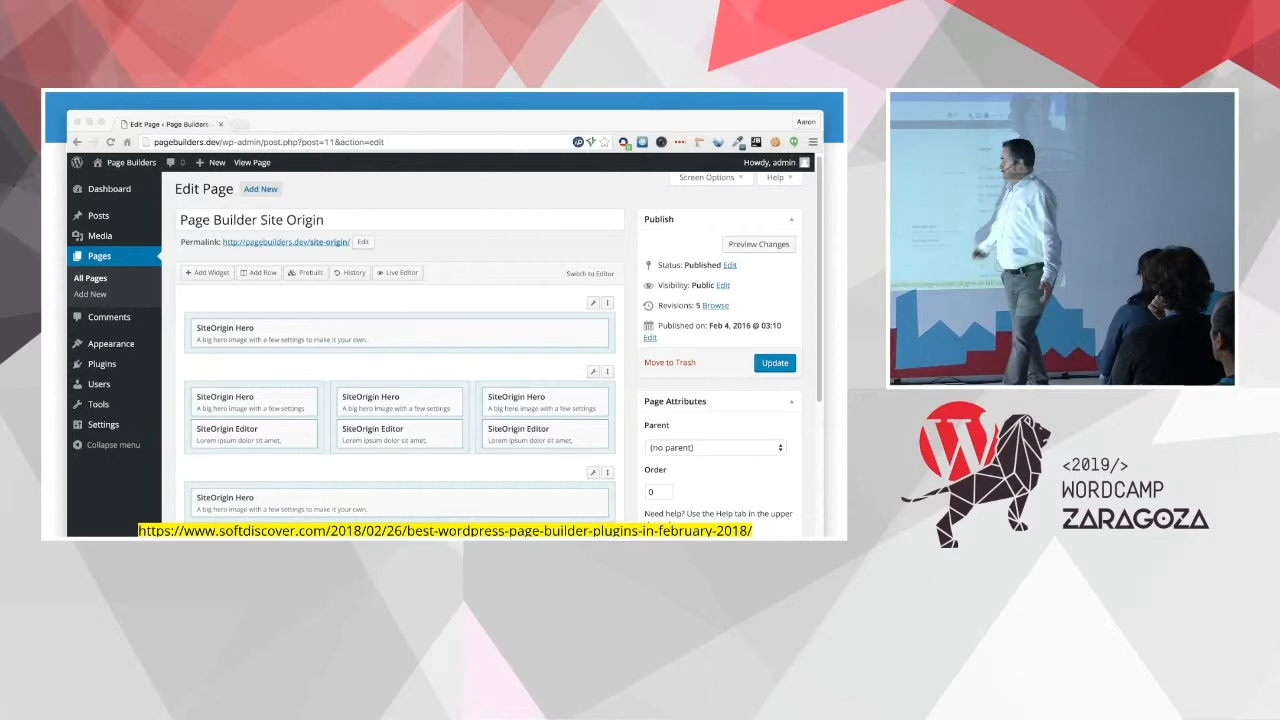 Edit Page ‹ Page Builders
Aaron
pagebuilders.dev/wp-admin/post.php?post=11&action=edit
Page Builders 0 New View Page Howdy, admin
Dashboard
Posts
Media
Pages
All Pages
Add New
Comments
Appearance
Plugins
Users
Tools
Settings
Collapse menu
Screen Options Help
Edit Page Add New
Page Builder Site Origin
Permalink: http://pagebuilders.dev/site-origin/ Edit
Add Widget Add Row Prebuilt History Live Editor Switch to Editor
SiteOrigin Hero
A big hero image with a few settings to make it your own.
SiteOrigin Hero
A big hero image with a few settings
SiteOrigin Editor
Lorem ipsum dolor sit amet,
SiteOrigin Hero
A big hero image with a few settings
SiteOrigin Editor
Lorem ipsum dolor sit amet,
SiteOrigin Hero
A big hero image with a few settings
SiteOrigin Editor
Lorem ipsum dolor sit amet,
SiteOrigin Hero
A big hero image with a few settings to make it your own.
Publish
Preview Changes
Status: Published Edit
Visibility: Public Edit
Revisions: 5 Browse
Published on: Feb 4, 2016 @ 03:10
Edit
Move to Trash Update
Page Attributes
Parent
(no parent)
Order
0
Need help? Use the Help tab in the upper
https://www.softdiscover.com/2018/02/26/best-wordpress-page-builder-plugins-in-february-2018/
W
<2019/>
WORDCAMP
ZARAGOZA